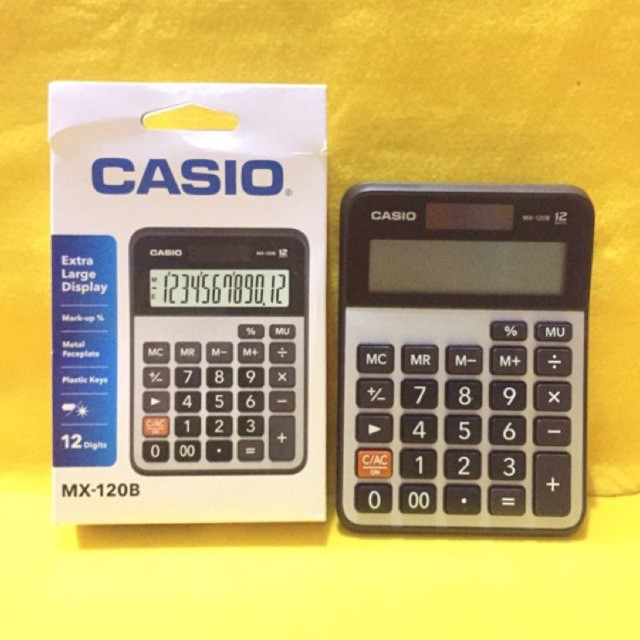 CASIO
Extra
Large
Display
Mark-up %
Metal
Faceplate
Plastic Keys
12 Digits
CASIO 12
1234567890.12
% MU
MC MR M− M+ ÷
+/− 7 8 9 ×
▶ 4 5 6 −
C/AC ON 1 2 3 +
0 00 · =
MX-120B
CASIO MX-120B 12
% MU
MC MR M− M+ ÷
+/− 7 8 9 ×
▶ 4 5 6 −
C/AC ON 1 2 3 +
0 00 · =